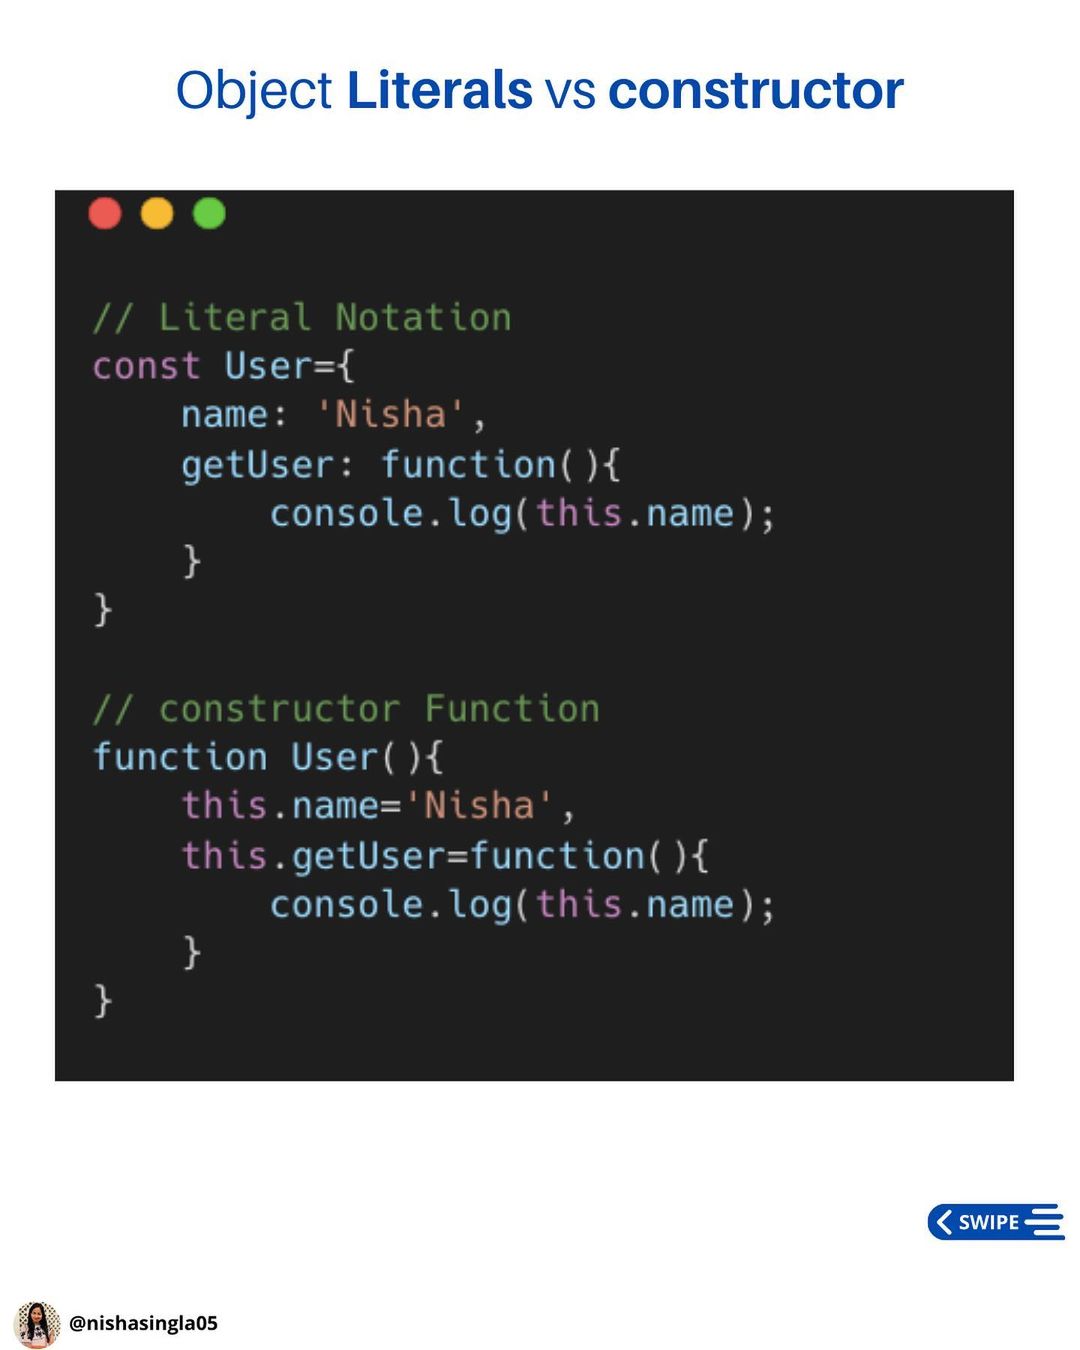 Object Literals vs constructor
// Literal Notation
const User={
    name: 'Nisha',
    getUser: function(){
        console.log(this.name);
    }
}
// constructor Function
function User(){
    this.name='Nisha',
    this.getUser=function(){
        console.log(this.name);
    }
}
SWIPE
@nishasingla05